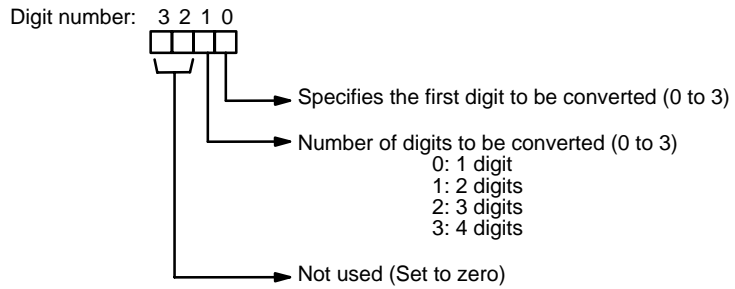 Digit number: 3 2 1 0
Specifies the first digit to be converted (0 to 3)
Number of digits to be converted (0 to 3)
0: 1 digit
1: 2 digits
2: 3 digits
3: 4 digits
Not used (Set to zero)